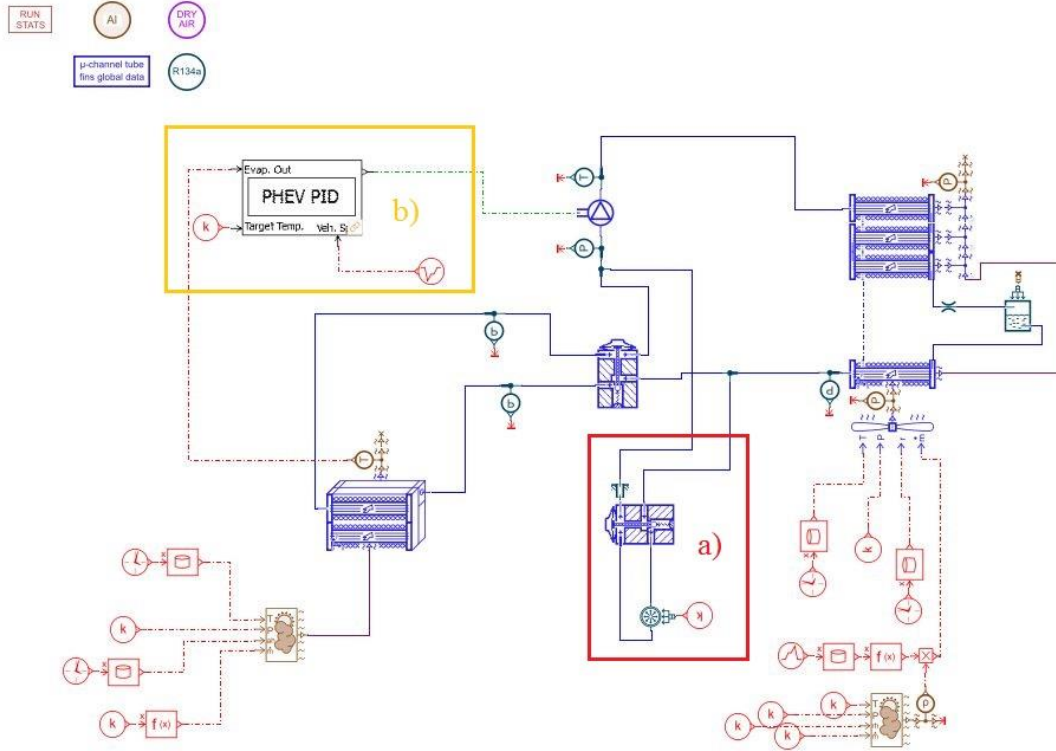 RUN
STATS
AI
DRY
AIR
μ-channel tube
fins global data
R134a
Evap. Out
PHEV PID
b)
k
Target Temp. Veh. S
T
P
P
b
b
d
P
T
T P r m
a)
k
k
x
T
k
P
x
k
x
f(x)
x
f(x)
x
ρ
k
k
k
k
T
P